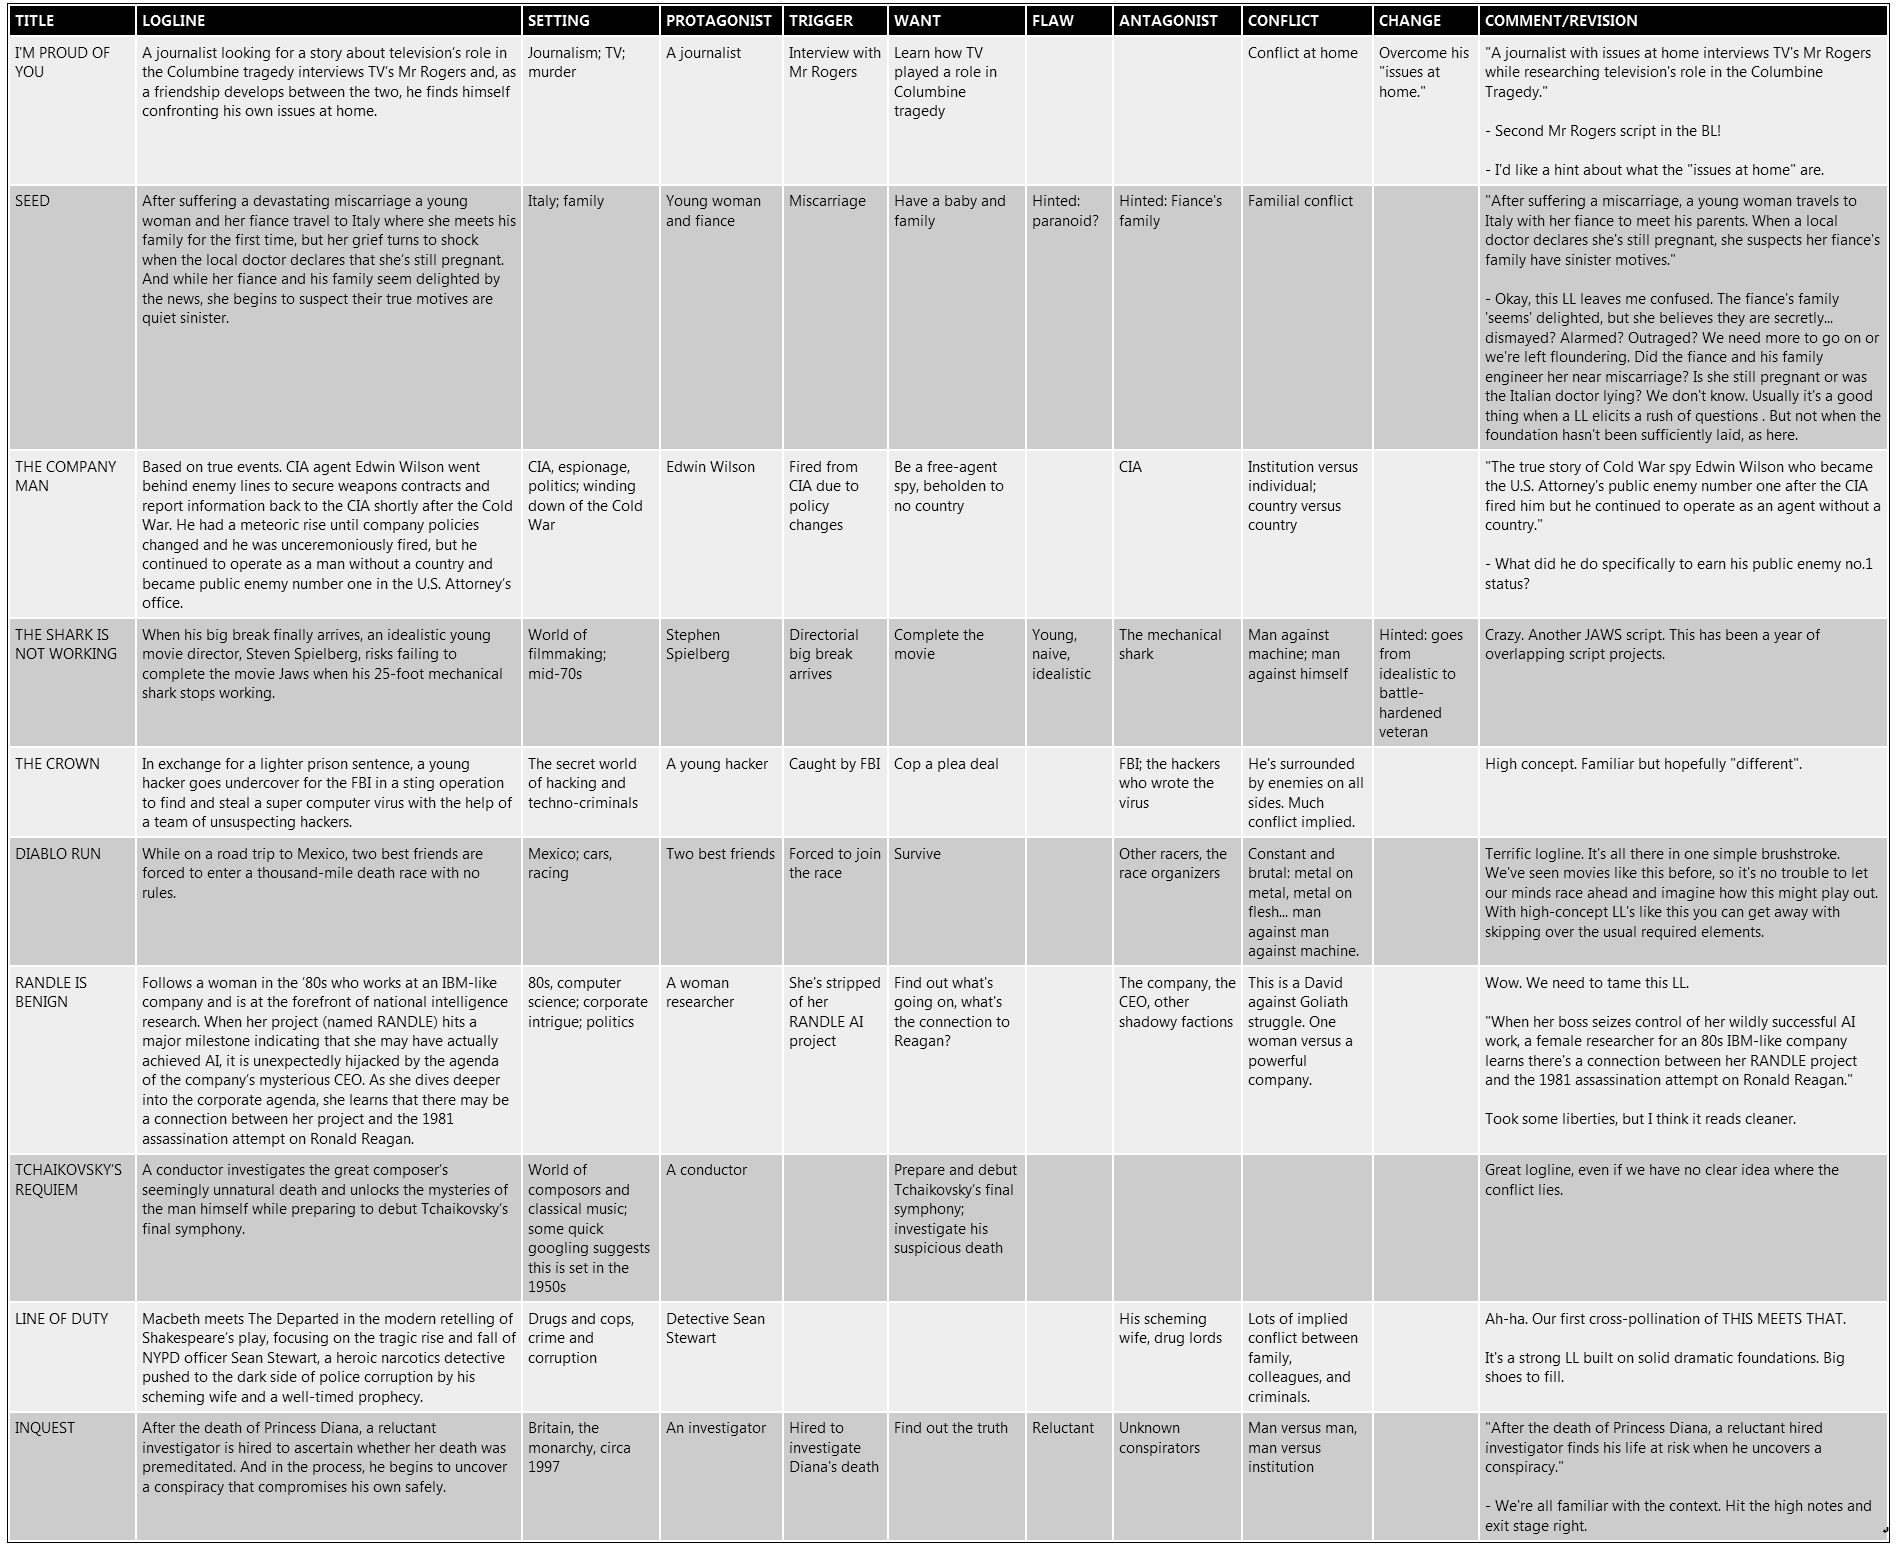 TITLE LOGLINE SETTING PROTAGONIST TRIGGER WANT FLAW ANTAGONIST CONFLICT CHANGE COMMENT/REVISION
I'M PROUD OF
YOU
A journalist looking for a story about television's role in
the Columbine tragedy interviews TV's Mr Rogers and, as
a friendship develops between the two, he finds himself
confronting his own issues at home.
Journalism; TV;
murder
A journalist
Interview with
Mr Rogers
Learn how TV
played a role in
Columbine
tragedy
Conflict at home
Overcome his
"issues at
home."
"A journalist with issues at home interviews TV's Mr Rogers
while researching television's role in the Columbine
Tragedy."
- Second Mr Rogers script in the BL!
- I'd like a hint about what the "issues at home" are.
SEED
After suffering a devastating miscarriage a young
woman and her fiance travel to Italy where she meets his
family for the first time, but her grief turns to shock
when the local doctor declares that she's still pregnant.
And while her fiance and his family seem delighted by
the news, she begins to suspect their true motives are
quiet sinister.
Italy; family
Young woman
and fiance
Miscarriage
Have a baby and
family
Hinted:
paranoid?
Hinted: Fiance's
family
Familial conflict
"After suffering a miscarriage, a young woman travels to
Italy with her fiance to meet his parents. When a local
doctor declares she's still pregnant, she suspects her fiance's
family have sinister motives."
- Okay, this LL leaves me confused. The fiance's family
'seems' delighted, but she believes they are secretly...
dismayed? Alarmed? Outraged? We need more to go on or
we're left floundering. Did the fiance and his family
engineer her near miscarriage? Is she still pregnant or was
the Italian doctor lying? We don't know. Usually it's a good
thing when a LL elicits a rush of questions . But not when the
foundation hasn't been sufficiently laid, as here.
THE COMPANY
MAN
Based on true events. CIA agent Edwin Wilson went
behind enemy lines to secure weapons contracts and
report information back to the CIA shortly after the Cold
War. He had a meteoric rise until company policies
changed and he was unceremoniously fired, but he
continued to operate as a man without a country and
became public enemy number one in the U.S. Attorney's
office.
CIA, espionage,
politics; winding
down of the Cold
War
Edwin Wilson
Fired from
CIA due to
policy
changes
Be a free-agent
spy, beholden to
no country
CIA
Institution versus
individual;
country versus
country
"The true story of Cold War spy Edwin Wilson who became
the U.S. Attorney's public enemy number one after the CIA
fired him but he continued to operate as an agent without a
country."
- What did he do specifically to earn his public enemy no.1
status?
THE SHARK IS
NOT WORKING
When his big break finally arrives, an idealistic young
movie director, Steven Spielberg, risks failing to
complete the movie Jaws when his 25-foot mechanical
shark stops working.
World of
filmmaking;
mid-70s
Stephen
Spielberg
Directorial
big break
arrives
Complete the
movie
Young,
naive,
idealistic
The mechanical
shark
Man against
machine; man
against himself
Hinted: goes
from
idealistic to
battle-
hardened
veteran
Crazy. Another JAWS script. This has been a year of
overlapping script projects.
THE CROWN
In exchange for a lighter prison sentence, a young
hacker goes undercover for the FBI in a sting operation
to find and steal a super computer virus with the help of
a team of unsuspecting hackers.
The secret world
of hacking and
techno-criminals
A young hacker
Caught by FBI
Cop a plea deal
FBI; the hackers
who wrote the
virus
He's surrounded
by enemies on all
sides. Much
conflict implied.
High concept. Familiar but hopefully "different".
DIABLO RUN
While on a road trip to Mexico, two best friends are
forced to enter a thousand-mile death race with no
rules.
Mexico; cars,
racing
Two best friends
Forced to join
the race
Survive
Other racers, the
race organizers
Constant and
brutal: metal on
metal, metal on
flesh... man
against man
against machine.
Terrific logline. It's all there in one simple brushstroke.
We've seen movies like this before, so it's no trouble to let
our minds race ahead and imagine how this might play out.
With high-concept LL's like this you can get away with
skipping over the usual required elements.
RANDLE IS
BENIGN
Follows a woman in the '80s who works at an IBM-like
company and is at the forefront of national intelligence
research. When her project (named RANDLE) hits a
major milestone indicating that she may have actually
achieved AI, it is unexpectedly hijacked by the agenda
of the company's mysterious CEO. As she dives deeper
into the corporate agenda, she learns that there may be
a connection between her project and the 1981
assassination attempt on Ronald Reagan.
80s, computer
science; corporate
intrigue; politics
A woman
researcher
She's stripped
of her
RANDLE AI
project
Find out what's
going on, what's
the connection to
Reagan?
The company, the
CEO, other
shadowy factions
This is a David
against Goliath
struggle. One
woman versus a
powerful
company.
Wow. We need to tame this LL.
"When her boss seizes control of her wildly successful AI
work, a female researcher for an 80s IBM-like company
learns there's a connection between her RANDLE project
and the 1981 assassination attempt on Ronald Reagan."
Took some liberties, but I think it reads cleaner.
TCHAIKOVSKY'S
REQUIEM
A conductor investigates the great composer's
seemingly unnatural death and unlocks the mysteries of
the man himself while preparing to debut Tchaikovsky's
final symphony.
World of
composors and
classical music;
some quick
googling suggests
this is set in the
1950s
A conductor
Prepare and debut
Tchaikovsky's final
symphony;
investigate his
suspicious death
Great logline, even if we have no clear idea where the
conflict lies.
LINE OF DUTY
Macbeth meets The Departed in the modern retelling of
Shakespeare's play, focusing on the tragic rise and fall of
NYPD officer Sean Stewart, a heroic narcotics detective
pushed to the dark side of police corruption by his
scheming wife and a well-timed prophecy.
Drugs and cops,
crime and
corruption
Detective Sean
Stewart
His scheming
wife, drug lords
Lots of implied
conflict between
family,
colleagues, and
criminals.
Ah-ha. Our first cross-pollination of THIS MEETS THAT.
It's a strong LL built on solid dramatic foundations. Big
shoes to fill.
INQUEST
After the death of Princess Diana, a reluctant
investigator is hired to ascertain whether her death was
premeditated. And in the process, he begins to uncover
a conspiracy that compromises his own safely.
Britain, the
monarchy, circa
1997
An investigator
Hired to
investigate
Diana's death
Find out the truth
Reluctant
Unknown
conspirators
Man versus man,
man versus
institution
"After the death of Princess Diana, a reluctant hired
investigator finds his life at risk when he uncovers a
conspiracy."
- We're all familiar with the context. Hit the high notes and
exit stage right.